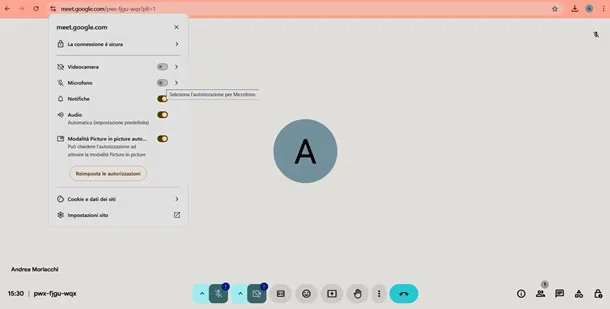 meet.google.com/pwx-fjgu-wqx?pli=1
A
meet.google.com
La connessione è sicura
Videocamera
Microfono
Seleziona l'autorizzazione per Microfono
Notifiche
Audio
Automatica (impostazione predefinita)
Modalità Picture in picture auto...
Può chiedere l'autorizzazione ad
attivare la modalità Picture in picture
Reimposta le autorizzazioni
Cookie e dati dei siti
Impostazioni sito
A
Andrea Morlacchi
15:30 | pwx-fjgu-wqx
!
!
1